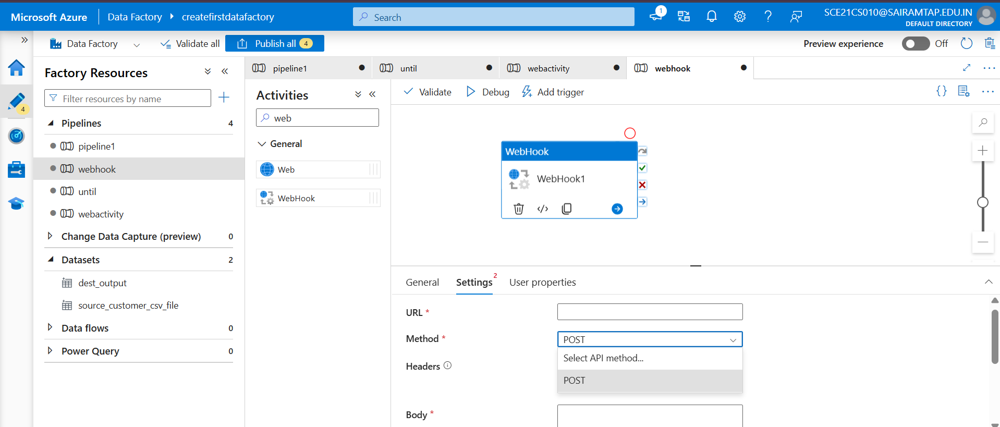 Microsoft Azure
Data Factory
createfirstdatafactory
Search
1
SCE21CS010@SAIRAMTAP.EDU.IN
DEFAULT DIRECTORY
Data Factory
Validate all
Publish all 4
Preview experience
Off
4
Factory Resources
Filter resources by name
Pipelines 4
pipeline1
webhook
until
webactivity
Change Data Capture (preview) 0
Datasets 2
dest_output
source_customer_csv_file
Data flows 0
Power Query 0
pipeline1
until
webactivity
webhook
Activities
web
General
Web
WebHook
Validate
Debug
Add trigger
WebHook
WebHook1
General
Settings 2
User properties
URL *
Method *
POST
Select API method...
POST
Headers
Body *